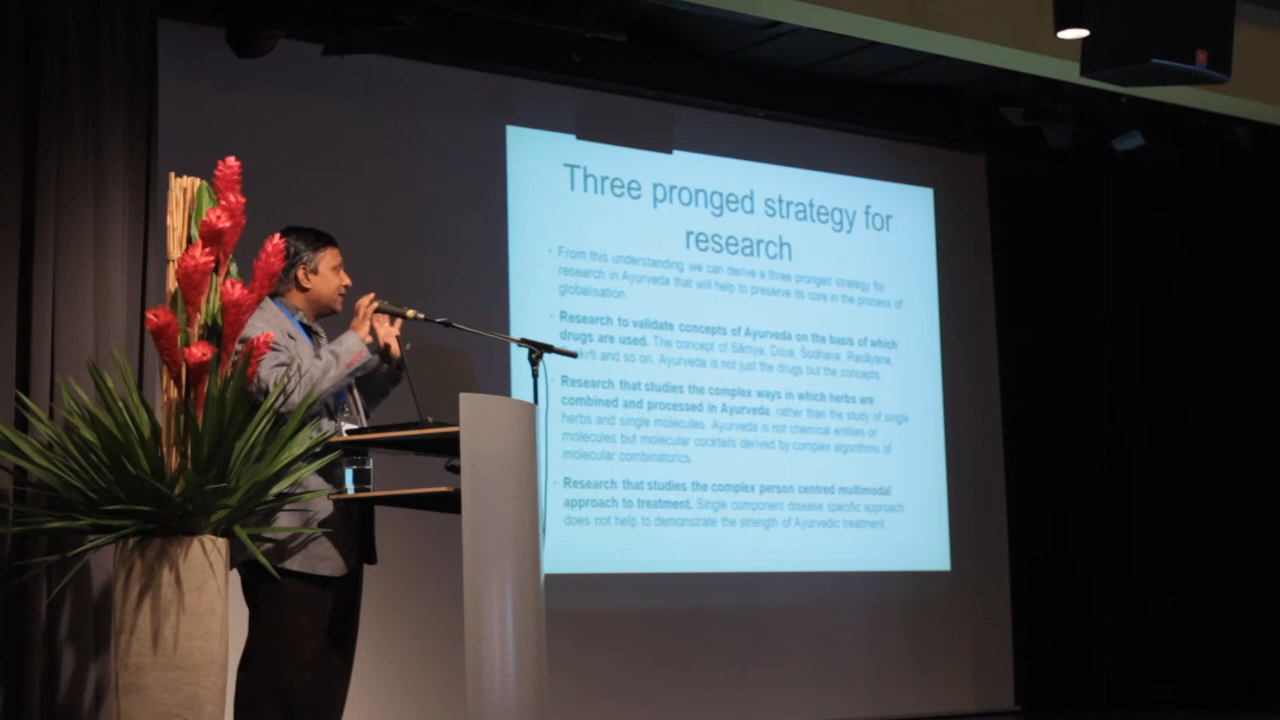 Three pronged strategy for
research
• From this understanding we can derive a three pronged strategy for
research in Ayurveda that will help to preserve its core in the process of
globalisation.
• Research to validate concepts of Ayurveda on the basis of which
drugs are used. The concept of Sāmya, Dosa, Śodhana, Rasāyana,
and so on. Ayurveda is not just the drugs but the concepts.
• Research that studies the complex ways in which herbs are
combined and processed in Ayurveda, rather than the study of single
herbs and single molecules. Ayurveda is not chemical entities or
molecules but molecular cocktails derived by complex algorithms of
molecular combinatorics.
• Research that studies the complex person centred multimodal
approach to treatment. Single component disease specific approach
does not help to demonstrate the strength of Ayurvedic treatment.